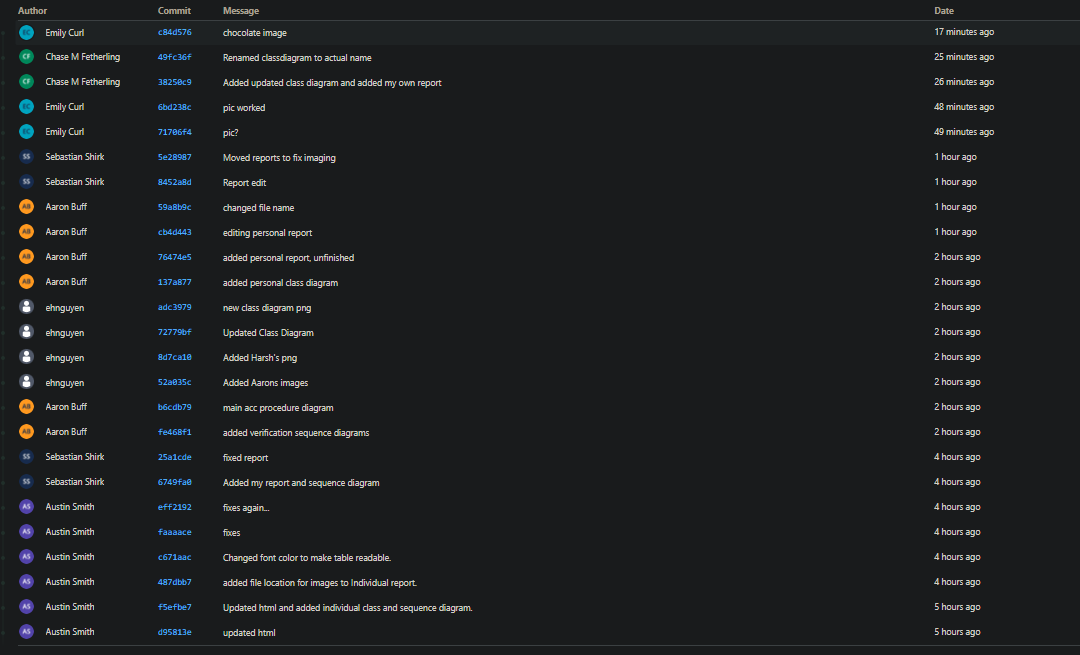 Author Commit Message Date
EC Emily Curl c84d576 chocolate image 17 minutes ago
CF Chase M Fetherling 49fc36f Renamed classdiagram to actual name 25 minutes ago
CF Chase M Fetherling 38250c9 Added updated class diagram and added my own report 26 minutes ago
EC Emily Curl 6bd238c pic worked 48 minutes ago
EC Emily Curl 71706f4 pic? 49 minutes ago
SS Sebastian Shirk 5e28987 Moved reports to fix imaging 1 hour ago
SS Sebastian Shirk 8452a8d Report edit 1 hour ago
AB Aaron Buff 59a8b9c changed file name 1 hour ago
AB Aaron Buff cb4d443 editing personal report 1 hour ago
AB Aaron Buff 76474e5 added personal report, unfinished 2 hours ago
AB Aaron Buff 137a877 added personal class diagram 2 hours ago
ehnguyen adc3979 new class diagram png 2 hours ago
ehnguyen 72779bf Updated Class Diagram 2 hours ago
ehnguyen 8d7ca10 Added Harsh's png 2 hours ago
ehnguyen 52a035c Added Aarons images 2 hours ago
AB Aaron Buff b6cdb79 main acc procedure diagram 2 hours ago
AB Aaron Buff fe468f1 added verification sequence diagrams 2 hours ago
SS Sebastian Shirk 25a1cde fixed report 4 hours ago
SS Sebastian Shirk 6749fa0 Added my report and sequence diagram 4 hours ago
AS Austin Smith eff2192 fixes again... 4 hours ago
AS Austin Smith faaaace fixes 4 hours ago
AS Austin Smith c671aac Changed font color to make table readable. 4 hours ago
AS Austin Smith 487dbb7 added file location for images to Individual report. 4 hours ago
AS Austin Smith f5efbe7 Updated html and added individual class and sequence diagram. 5 hours ago
AS Austin Smith d95813e updated html 5 hours ago